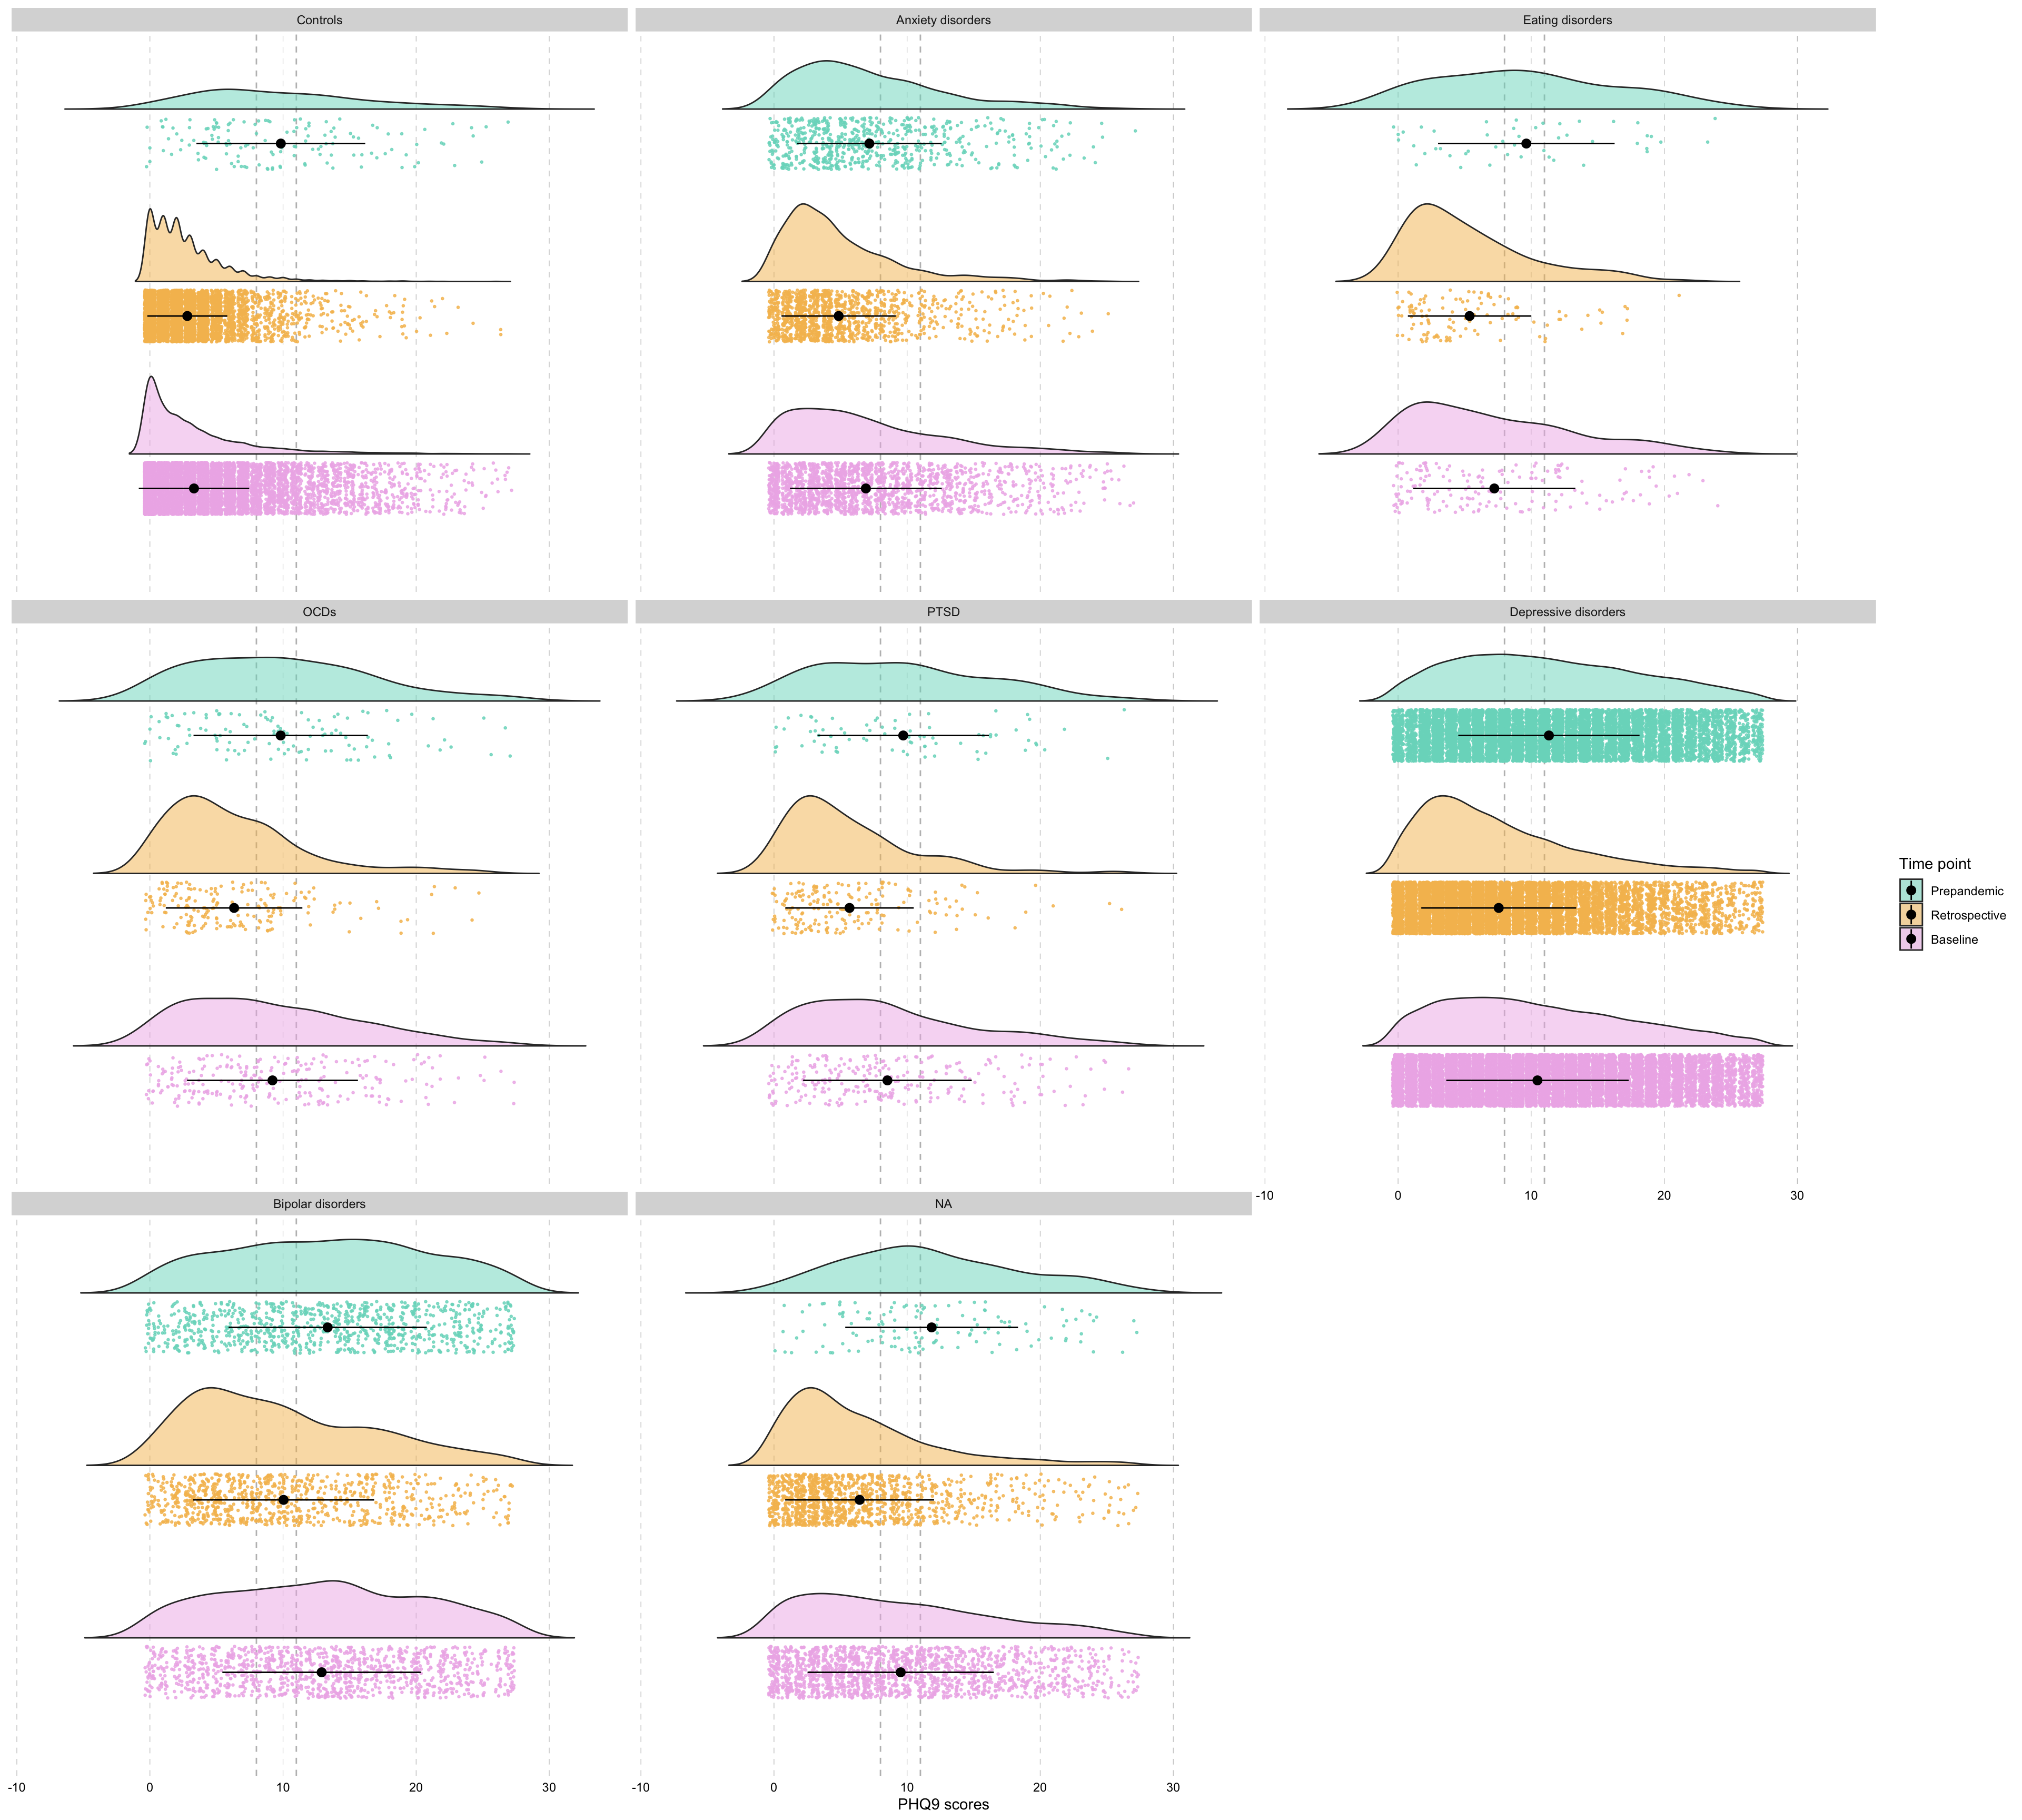 Controls
Anxiety disorders
Eating disorders
OCDs
PTSD
Depressive disorders
-10 0 10 20 30
Time point
Prepandemic
Retrospective
Baseline
Bipolar disorders
NA
-10 0 10 20 30
-10 0 10 20 30
PHQ9 scores